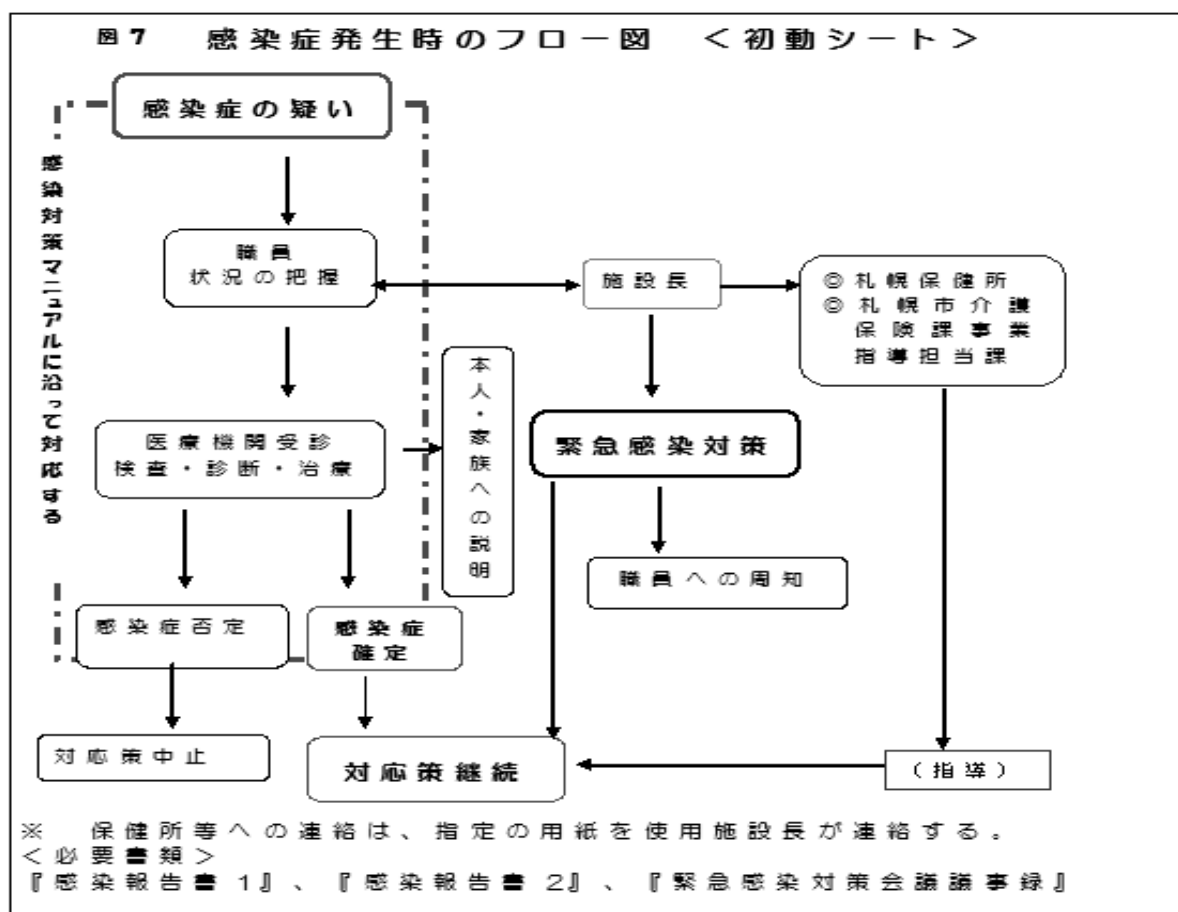 図7 感染症発生時のフロー図 <初動シート>
感染症の疑い
感染対策マニュアルに沿って対応する
職員
状況の把握
施設長
◎札幌保健所
◎札幌市介護
保険課事業
指導担当課
本人・家族への説明
医療機関受診
検査・診断・治療
緊急感染対策
職員への周知
感染症否定
感染症
確定
対応策中止
対応策継続
(指導)
※ 保健所等への連絡は、指定の用紙を使用施設長が連絡する。
<必要書類>
『感染報告書1』、『感染報告書2』、『緊急感染対策会議議事録』